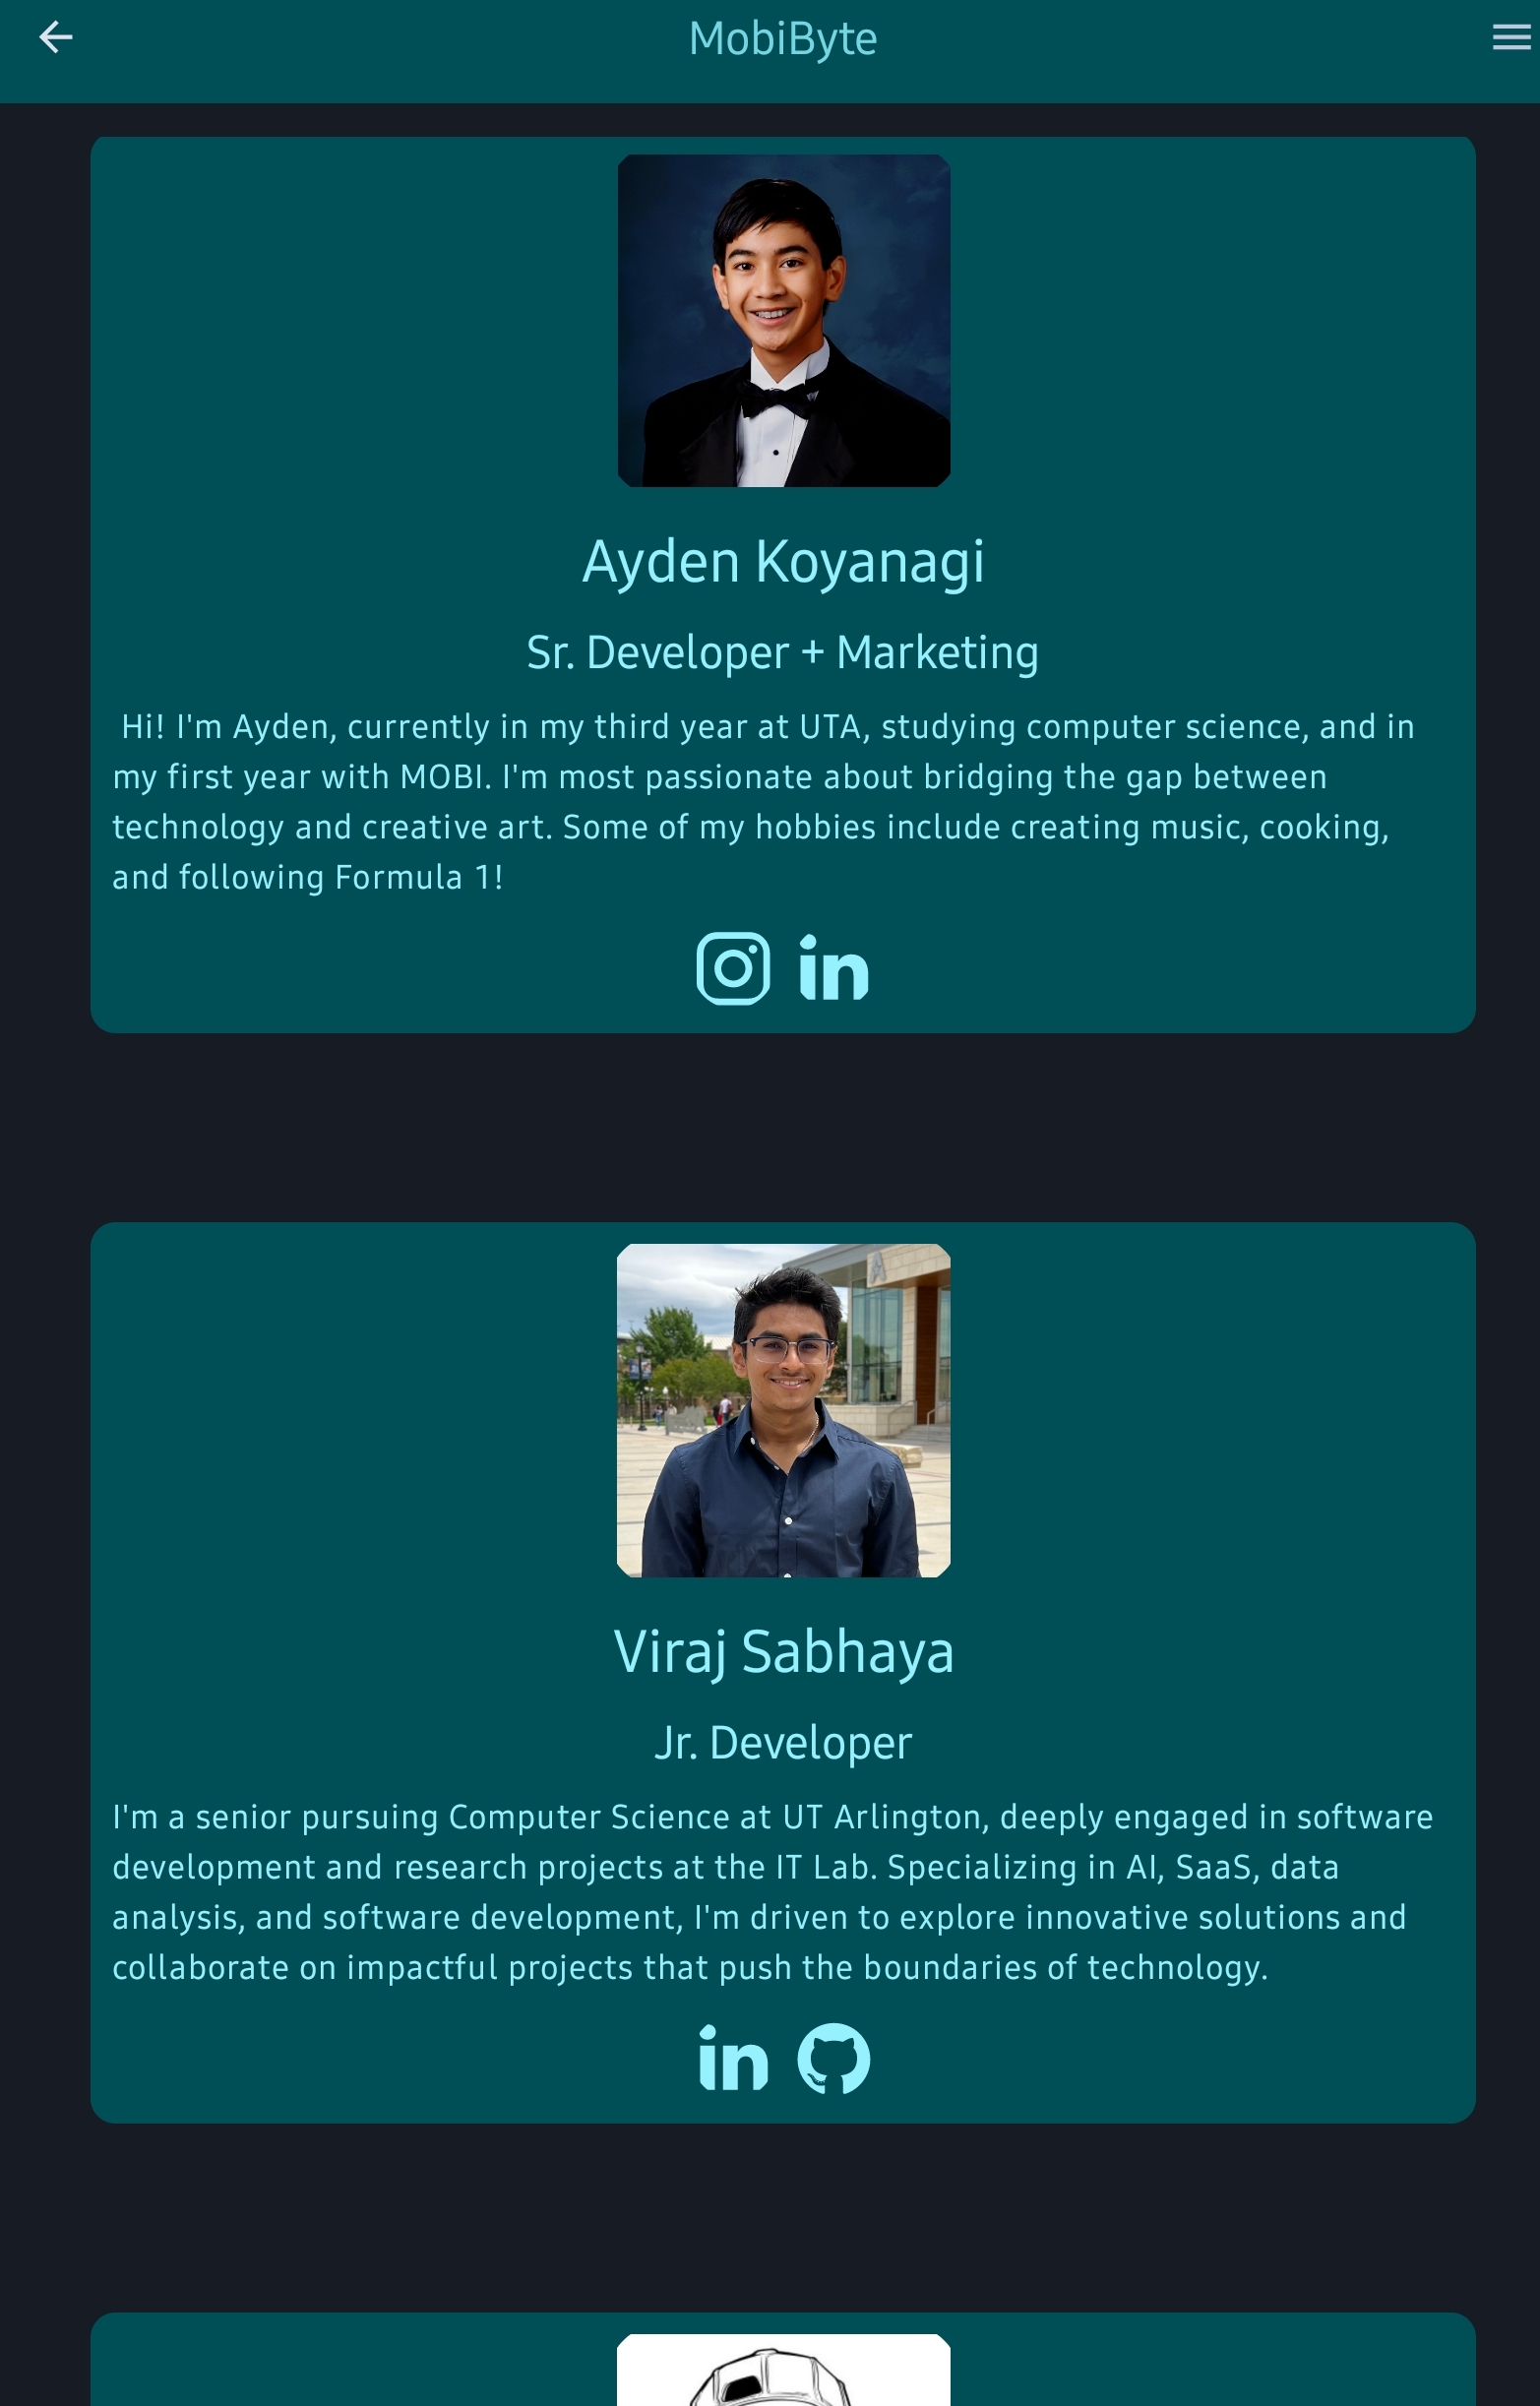 MobiByte
Ayden Koyanagi
Sr. Developer + Marketing
Hi! I'm Ayden, currently in my third year at UTA, studying computer science, and in
my first year with MOBI. I'm most passionate about bridging the gap between
technology and creative art. Some of my hobbies include creating music, cooking,
and following Formula 1!
in
Viraj Sabhaya
Jr. Developer
I'm a senior pursuing Computer Science at UT Arlington, deeply engaged in software
development and research projects at the IT Lab. Specializing in AI, SaaS, data
analysis, and software development, I'm driven to explore innovative solutions and
collaborate on impactful projects that push the boundaries of technology.
in